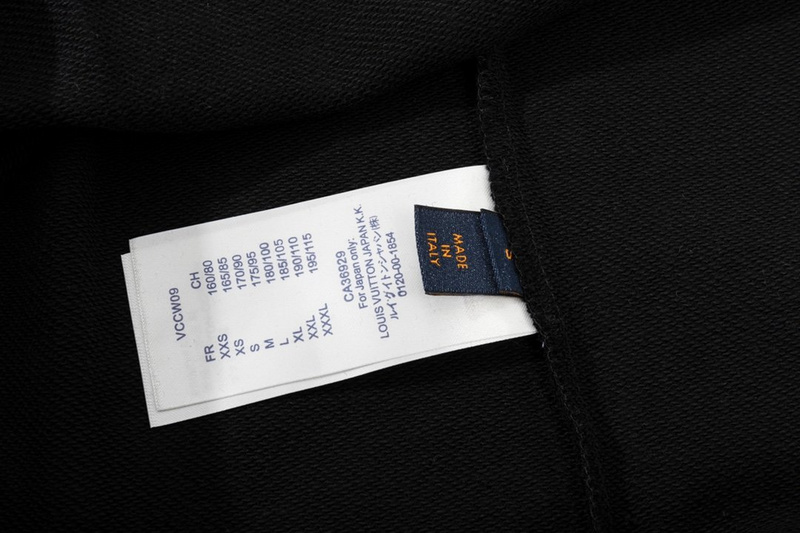 VCCW09
FR CH
XXS 160/80
XS 165/85
S 170/90
M 175/95
L 180/100
XL 185/105
XXL 190/110
XXXL 195/115
CA36929
For Japan only:
LOUIS VUITTON JAPAN K.K.
ルイヴィトンジャパン(株)
0120-00-1854
MADE
IN
ITALY
S